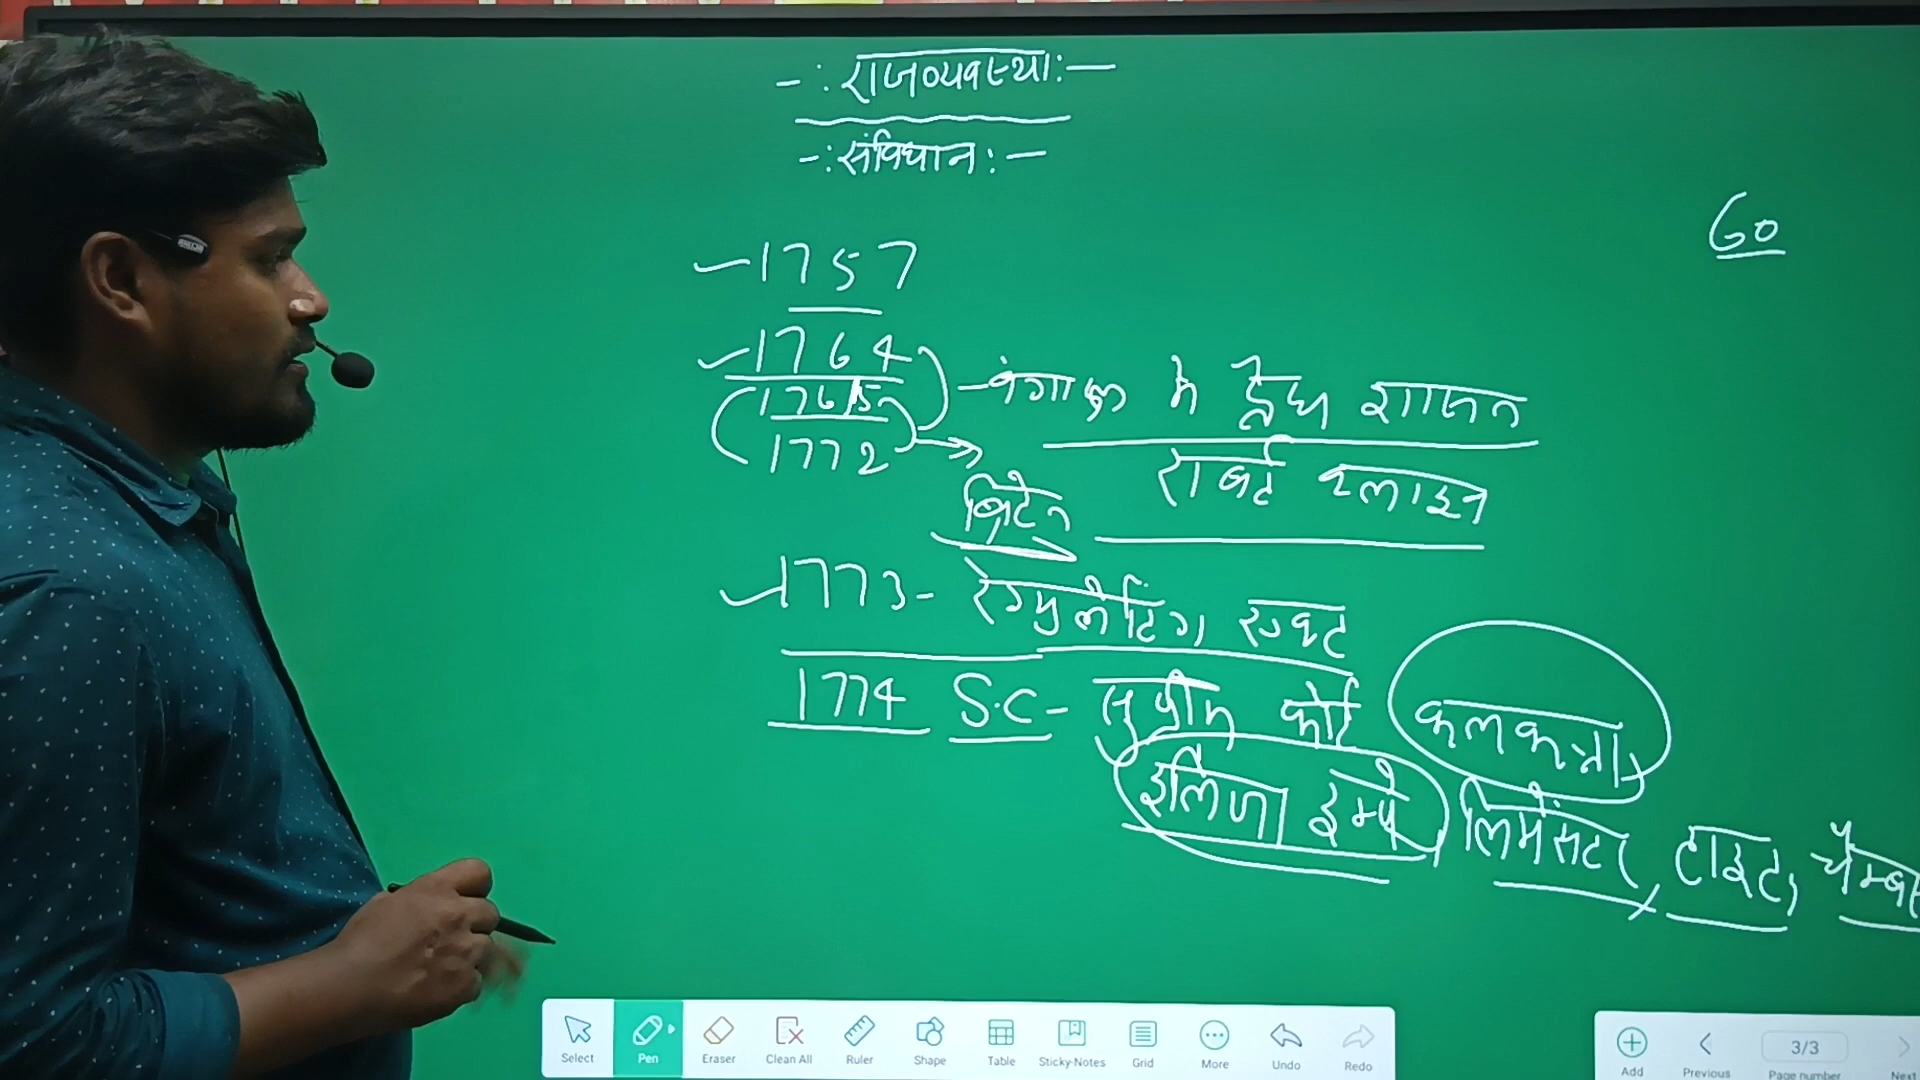 -: राजव्यवस्था :-
-: संविधान :-
60
1757
1764
1765
1772
- बंगाल मे द्वैध शासन
राबर्ट क्लाइव
ब्रिटेन
1773 - रेग्युलेटिंग एक्ट
1774 S.C - सुप्रीम कोर्ट कलकत्ता
इलिजा इम्पे, लिमेंस्टर, टाइट, चैम्बर
Select Pen Eraser Clean All Ruler Shape Table Sticky-Notes Grid More Undo Redo
Add Previous 3/3 Page number Next